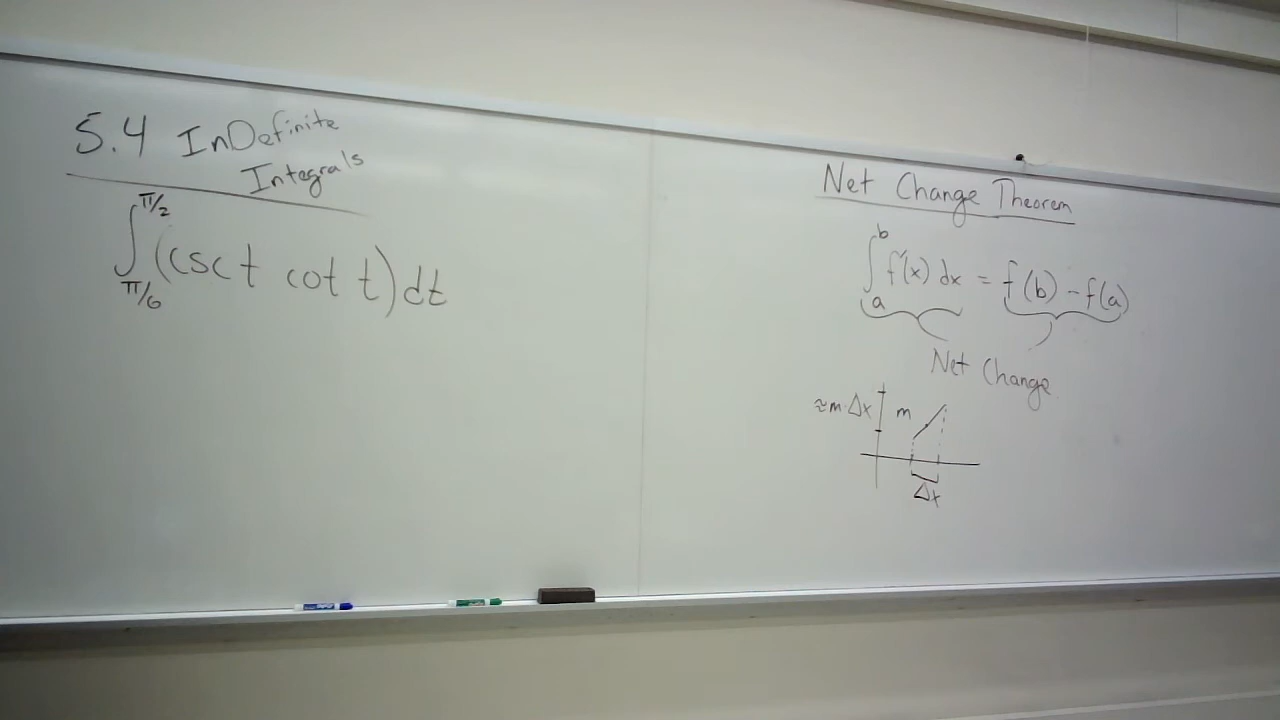 5.4 InDefinite
Integrals
∫ π/2 π/6 (csc t cot t) dt
Net Change Theorem
∫ b a f'(x) dx = f(b) - f(a)
Net Change
≈m·Δx
m
Δx